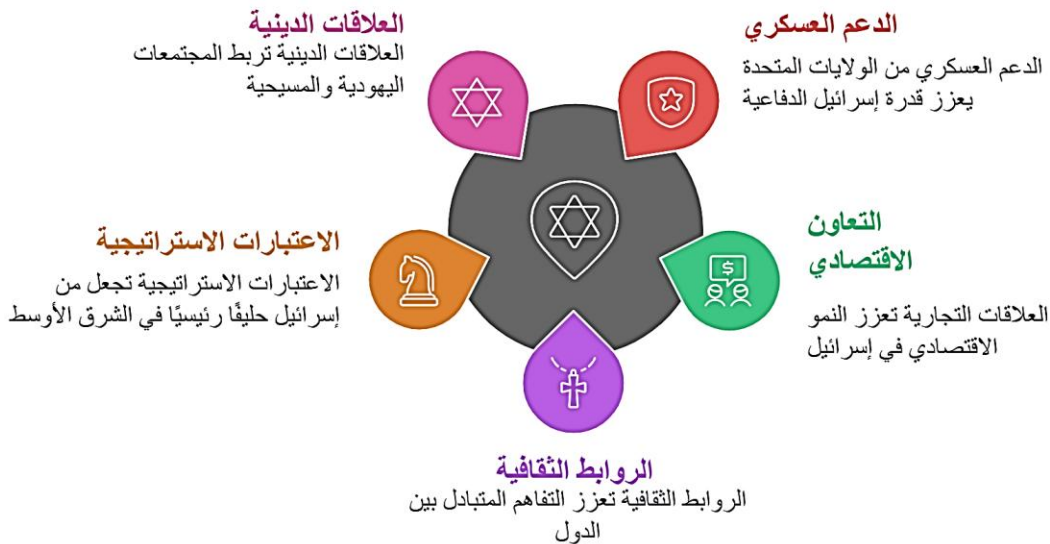 الدعم العسكري
الدعم العسكري من الولايات المتحدة
يعزز قدرة إسرائيل الدفاعية
العلاقات الدينية
العلاقات الدينية تربط المجتمعات
اليهودية والمسيحية
التعاون
الاقتصادي
العلاقات التجارية تعزز النمو
الاقتصادي في إسرائيل
$
الاعتبارات الاستراتيجية
الاعتبارات الاستراتيجية تجعل من
إسرائيل حليفًا رئيسيًا في الشرق الأوسط
الروابط الثقافية
الروابط الثقافية تعزز التفاهم المتبادل بين
الدول